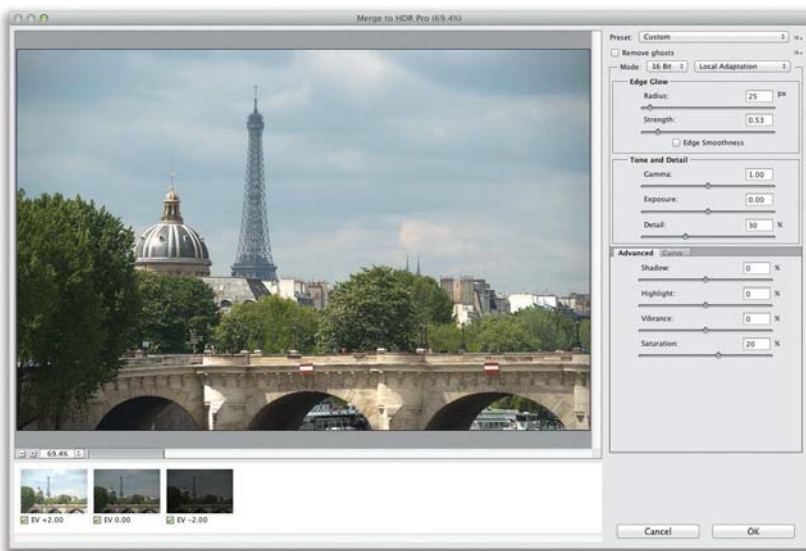 Merge to HDR Pro (69.4%)
Preset: Custom
Remove ghosts
Mode: 16 Bit Local Adaptation
Edge Glow
Radius: 25 px
Strength: 0.53
Edge Smoothness
Tone and Detail
Gamma: 1.00
Exposure: 0.00
Detail: 30 %
Advanced Curve
Shadow: 0 %
Highlight: 0 %
Vibrance: 0 %
Saturation: 20 %
69.4%
EV +2.00 EV 0.00 EV -2.00
Cancel OK